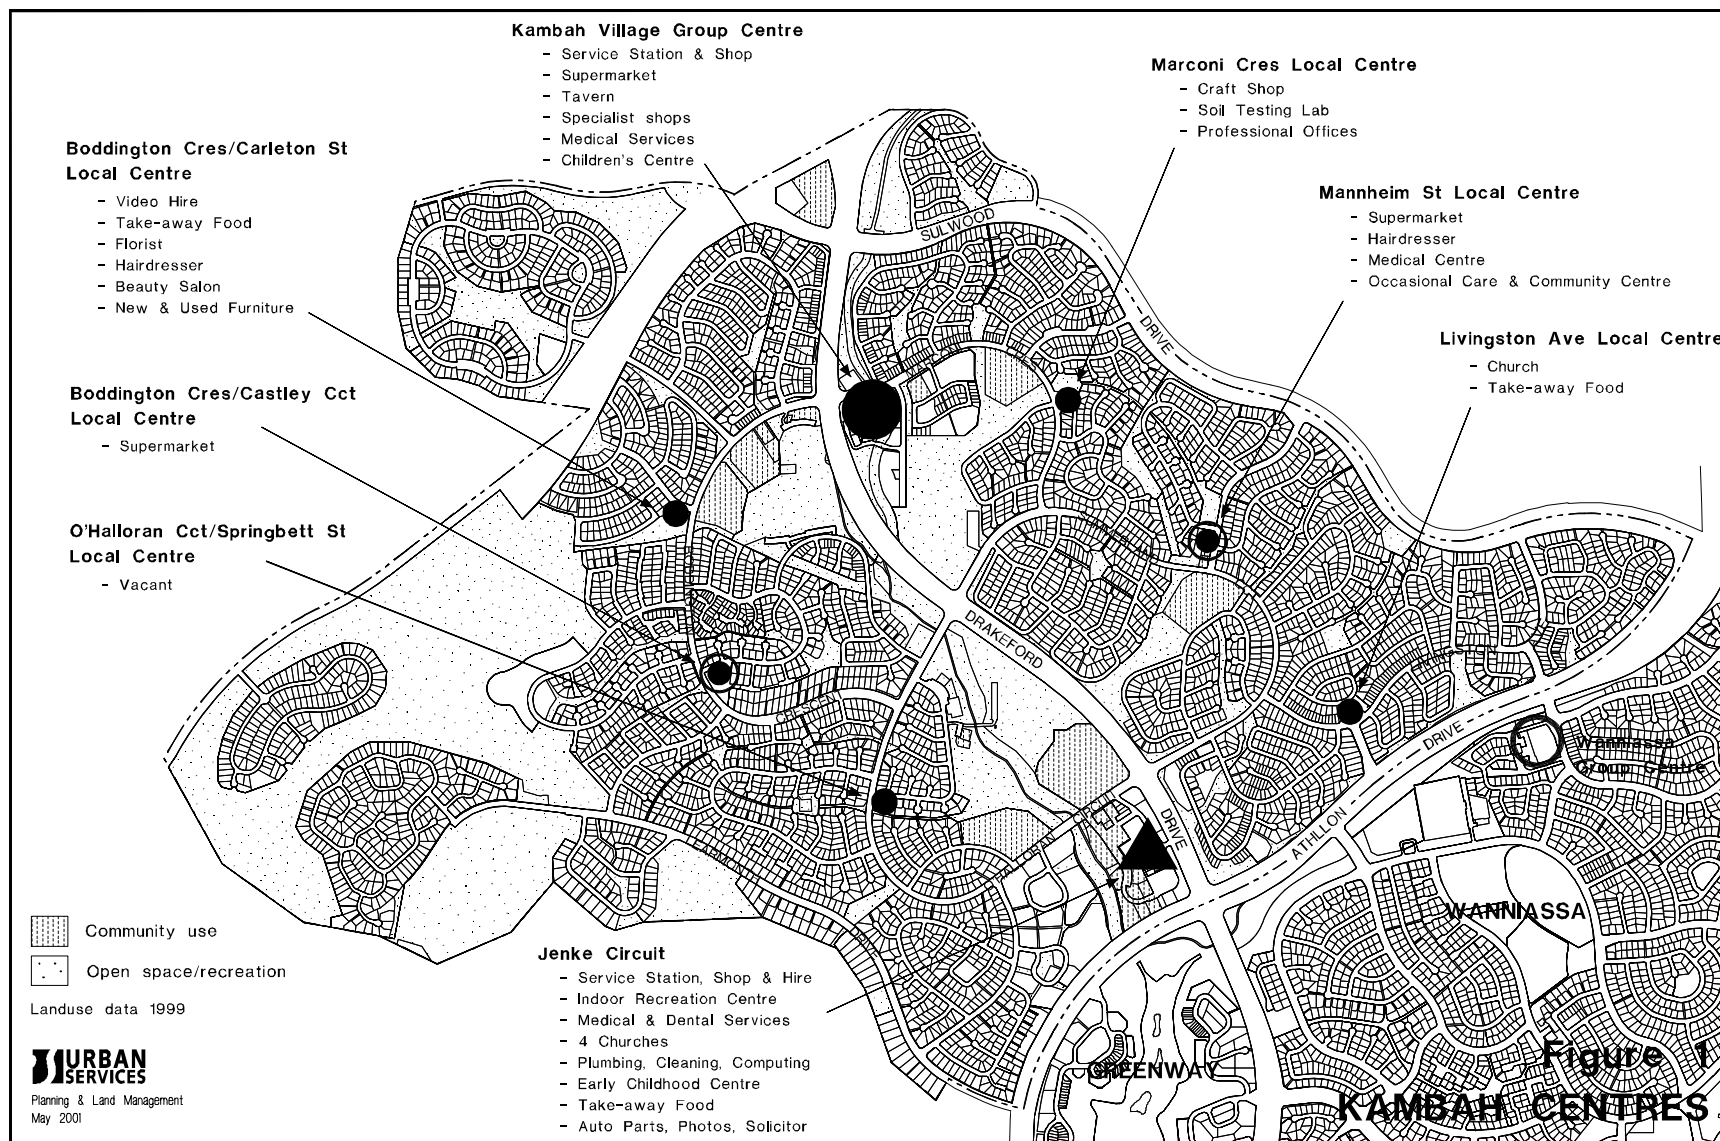 Kambah Village Group Centre
- Service Station & Shop
- Supermarket
- Tavern
- Specialist shops
- Medical Services
- Children's Centre
Marconi Cres Local Centre
- Craft Shop
- Soil Testing Lab
- Professional Offices
Boddington Cres/Carleton St
Local Centre
- Video Hire
- Take-away Food
- Florist
- Hairdresser
- Beauty Salon
- New & Used Furniture
Mannheim St Local Centre
- Supermarket
- Hairdresser
- Medical Centre
- Occasional Care & Community Centre
Livingston Ave Local Centre
- Church
- Take-away Food
Boddington Cres/Castley Cct
Local Centre
- Supermarket
O'Halloran Cct/Springbett St
Local Centre
- Vacant
SULWOOD
DRIVE
DRAKEFORD
DRIVE
LIVINGSTON
CRESCENT
ATHLLON
DRIVE
Wanniassa
Group Centre
WANNIASSA
GREENWAY
Jenke Circuit
- Service Station, Shop & Hire
- Indoor Recreation Centre
- Medical & Dental Services
- 4 Churches
- Plumbing, Cleaning, Computing
- Early Childhood Centre
- Take-away Food
- Auto Parts, Photos, Solicitor
Community use
Open space/recreation
Landuse data 1999
URBAN
SERVICES
Planning & Land Management
May 2001
Figure 1
KAMBAH CENTRES